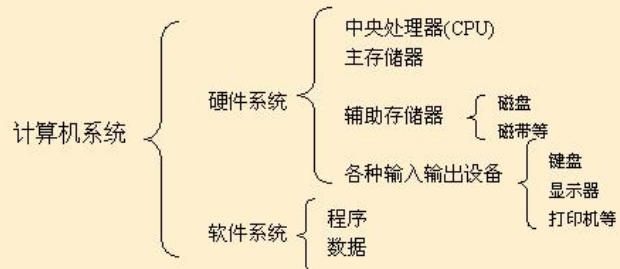 计算机系统
硬件系统
中央处理器(CPU)
主存储器
辅助存储器
磁盘
磁带等
各种输入输出设备
键盘
显示器
打印机等
软件系统
程序
数据